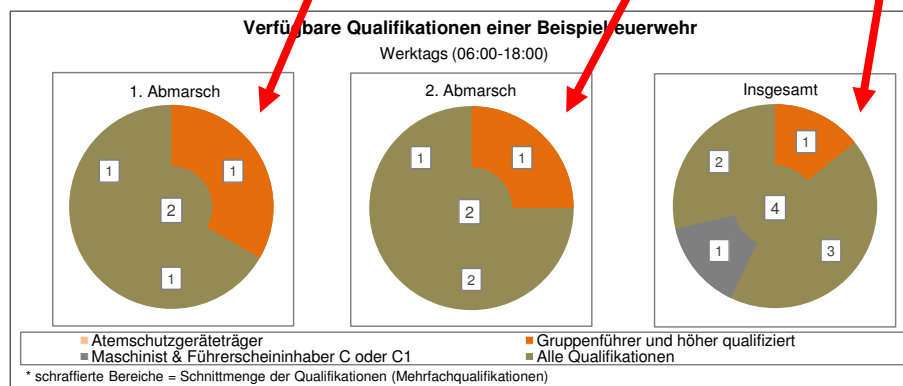 Verfügbare Qualifikationen einer Beispielfeuerwehr
Werktags (06:00-18:00)
1. Abmarsch
1
1
2
1
2. Abmarsch
1
1
2
2
Insgesamt
1
2
4
1
3
Atemschutzgeräteträger
Gruppenführer und höher qualifiziert
Maschinist & Führerscheininhaber C oder C1
Alle Qualifikationen
* schraffierte Bereiche = Schnittmenge der Qualifikationen (Mehrfachqualifikationen)